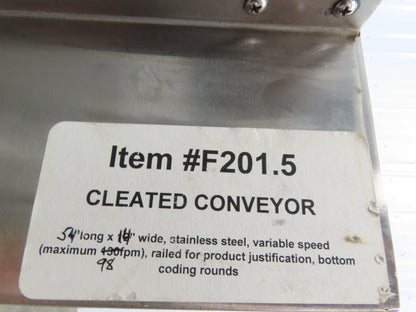 Item #F201.5
CLEATED CONVEYOR
54" long x 14" wide, stainless steel, variable speed
(maximum 130fpm), railed for product justification, bottom
98
coding rounds